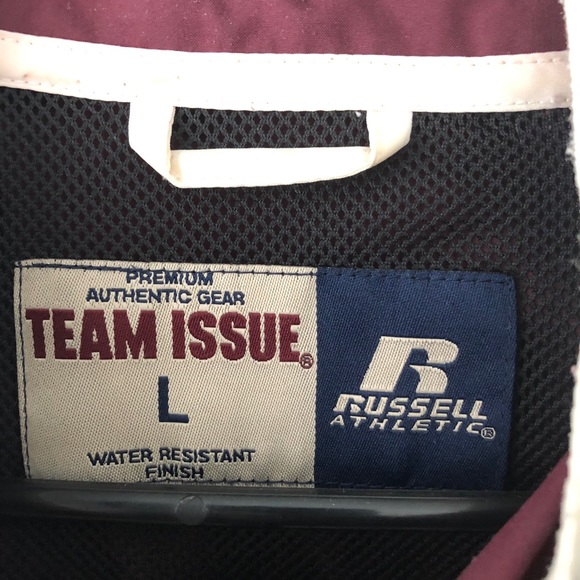 PREMIUM
AUTHENTIC GEAR
TEAM ISSUE®
L
WATER RESISTANT
FINISH
R
RUSSELL
ATHLETIC®